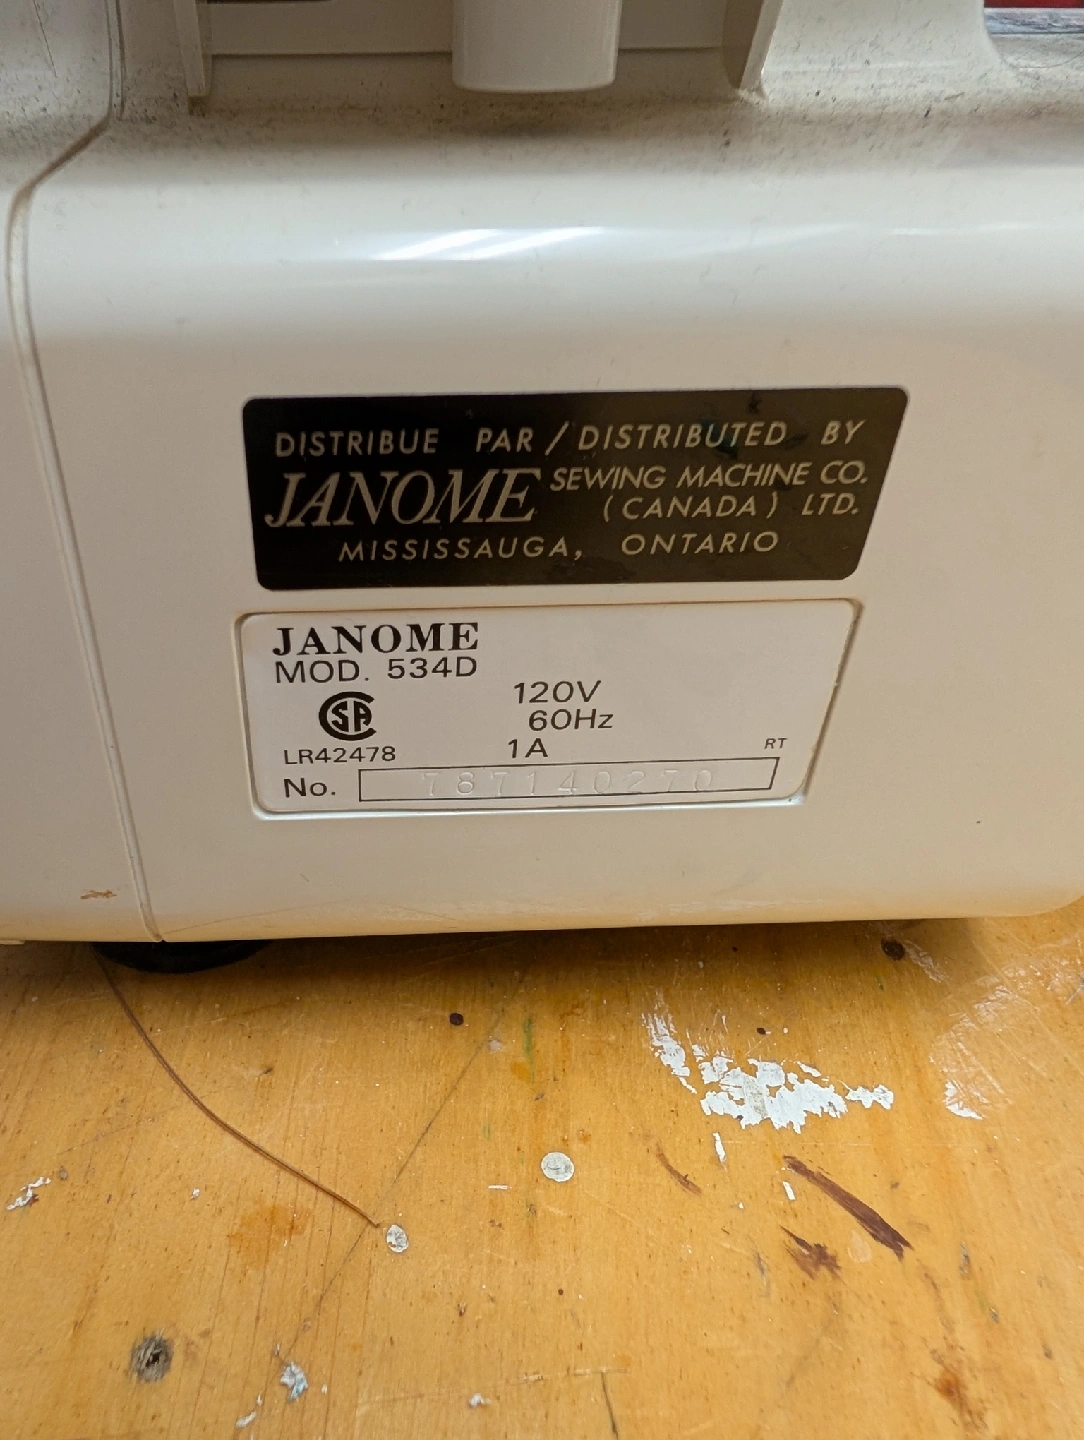 DISTRIBUE PAR / DISTRIBUTED BY
JANOME SEWING MACHINE CO.
(CANADA) LTD.
MISSISSAUGA, ONTARIO
JANOME
MOD. 534D
120V
60Hz
LR42478 1A RT
No. 787140270